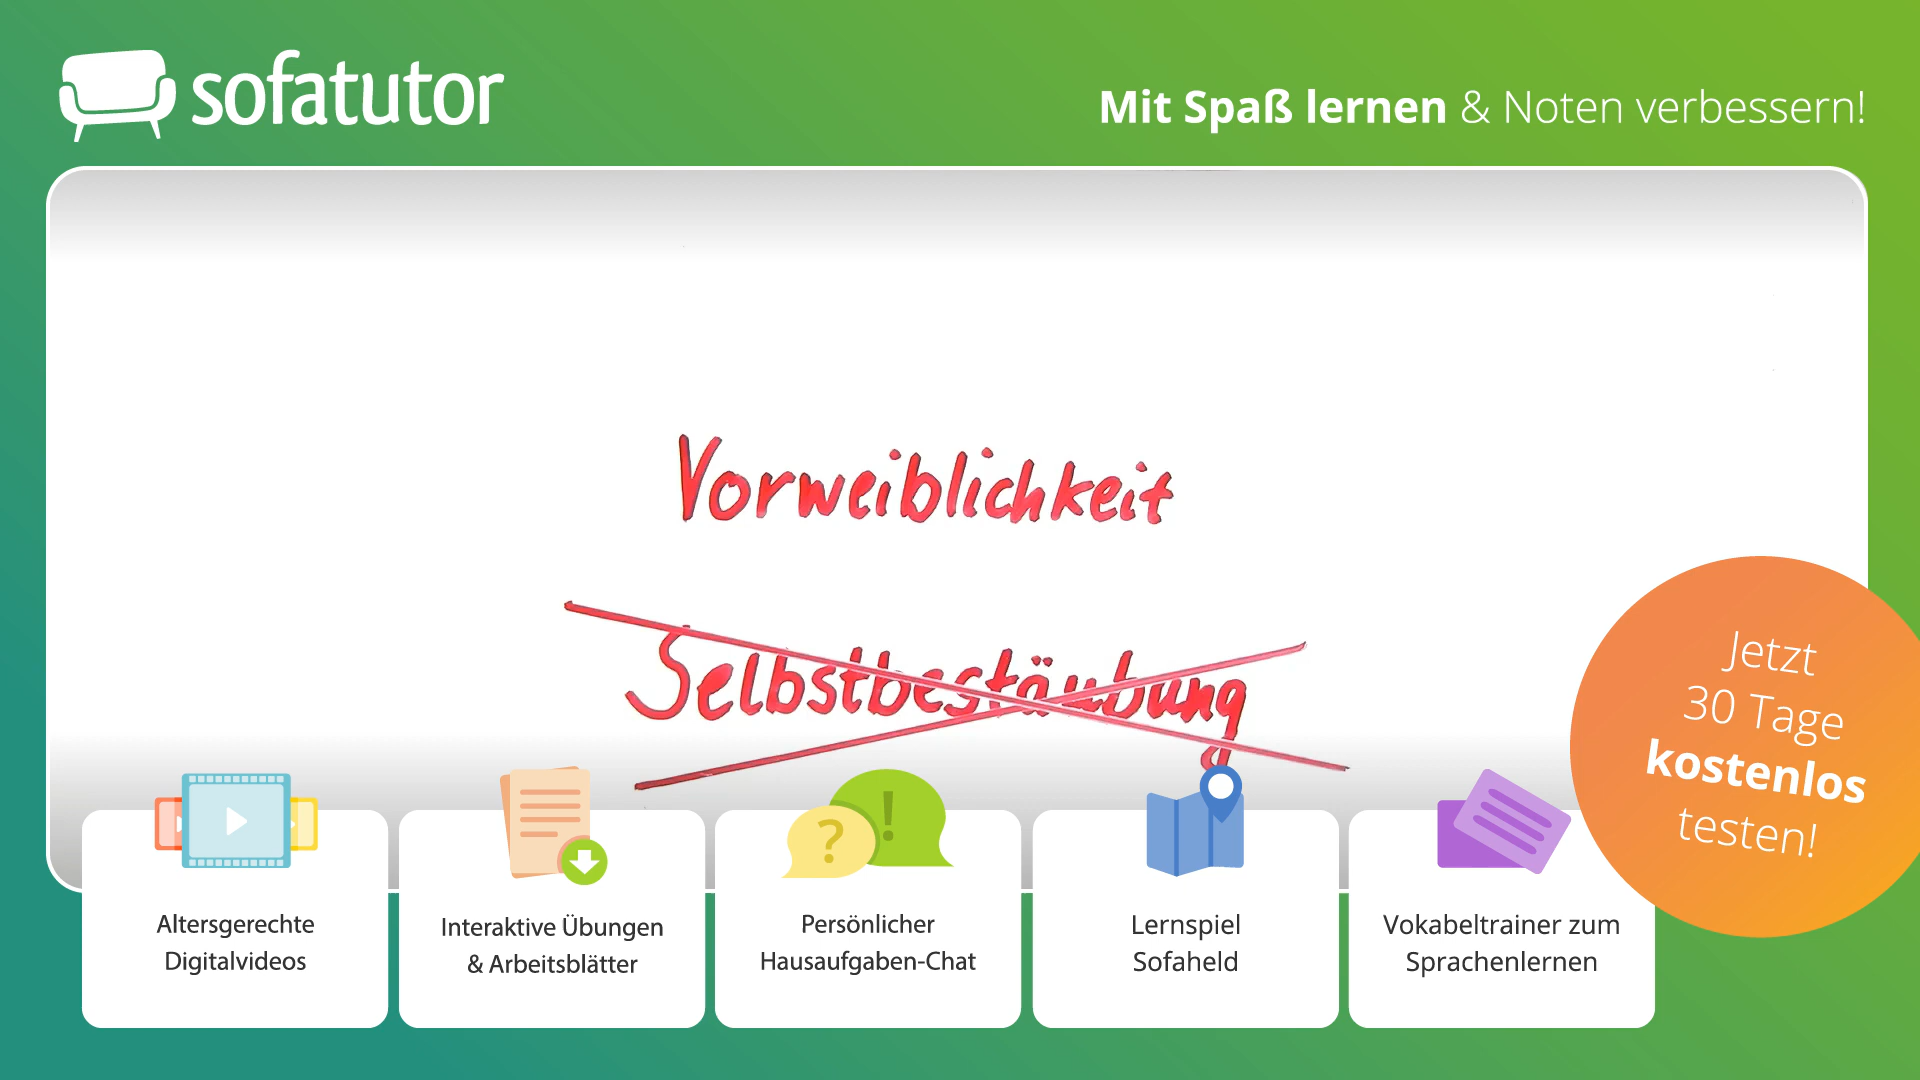 sofatutor
Mit Spaß lernen & Noten verbessern!
Vorweiblichkeit
Selbstbestäubung
Jetzt
30 Tage
kostenlos
testen!
?
!
Altersgerechte
Digitalvideos
Interaktive Übungen
& Arbeitsblätter
Persönlicher
Hausaufgaben-Chat
Lernspiel
Sofaheld
Vokabeltrainer zum
Sprachenlernen